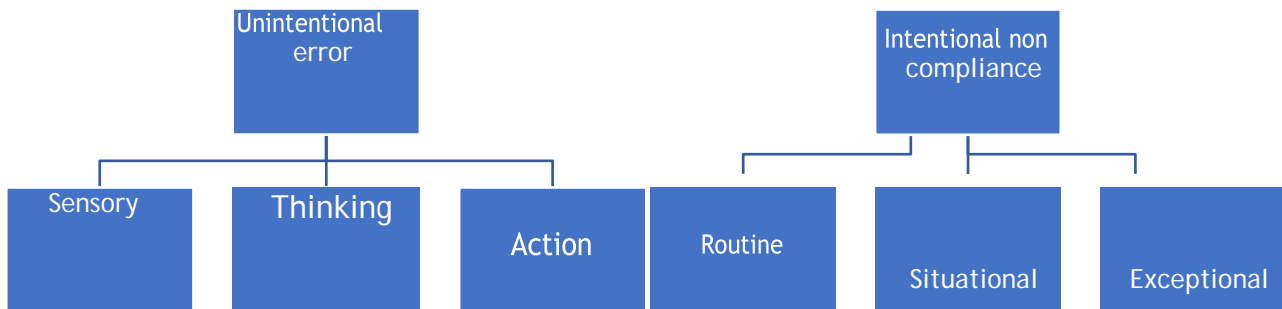 Unintentional
error
Intentional non
compliance
Sensory
Thinking
Action
Routine
Situational
Exceptional